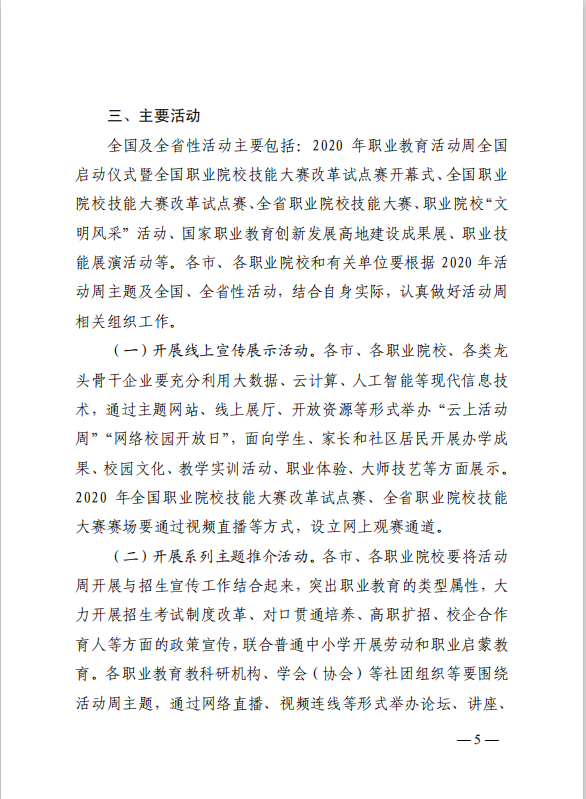 三、主要活动
全国及全省性活动主要包括：2020 年职业教育活动周全国
启动仪式暨全国职业院校技能大赛改革试点赛开幕式、全国职业
院校技能大赛改革试点赛、全省职业院校技能大赛、职业院校“文
明风采”活动、国家职业教育创新发展高地建设成果展、职业技
能展演活动等。各市、各职业院校和有关单位要根据 2020 年活
动周主题及全国、全省性活动，结合自身实际，认真做好活动周
相关组织工作。
（一）开展线上宣传展示活动。各市、各职业院校、各类龙
头骨干企业要充分利用大数据、云计算、人工智能等现代信息技
术，通过主题网站、线上展厅、开放资源等形式举办“云上活动
周”“网络校园开放日”，面向学生、家长和社区居民开展办学成
果、校园文化、教学实训活动、职业体验、大师技艺等方面展示。
2020 年全国职业院校技能大赛改革试点赛、全省职业院校技能
大赛赛场要通过视频直播等方式，设立网上观赛通道。
（二）开展系列主题推介活动。各市、各职业院校要将活动
周开展与招生宣传工作结合起来，突出职业教育的类型属性，大
力开展招生考试制度改革、对口贯通培养、高职扩招、校企合作
育人等方面的政策宣传，联合普通中小学开展劳动和职业启蒙教
育。各职业教育教科研机构、学会（协会）等社团组织等要围绕
活动周主题，通过网络直播、视频连线等形式举办论坛、讲座、
— 5 —